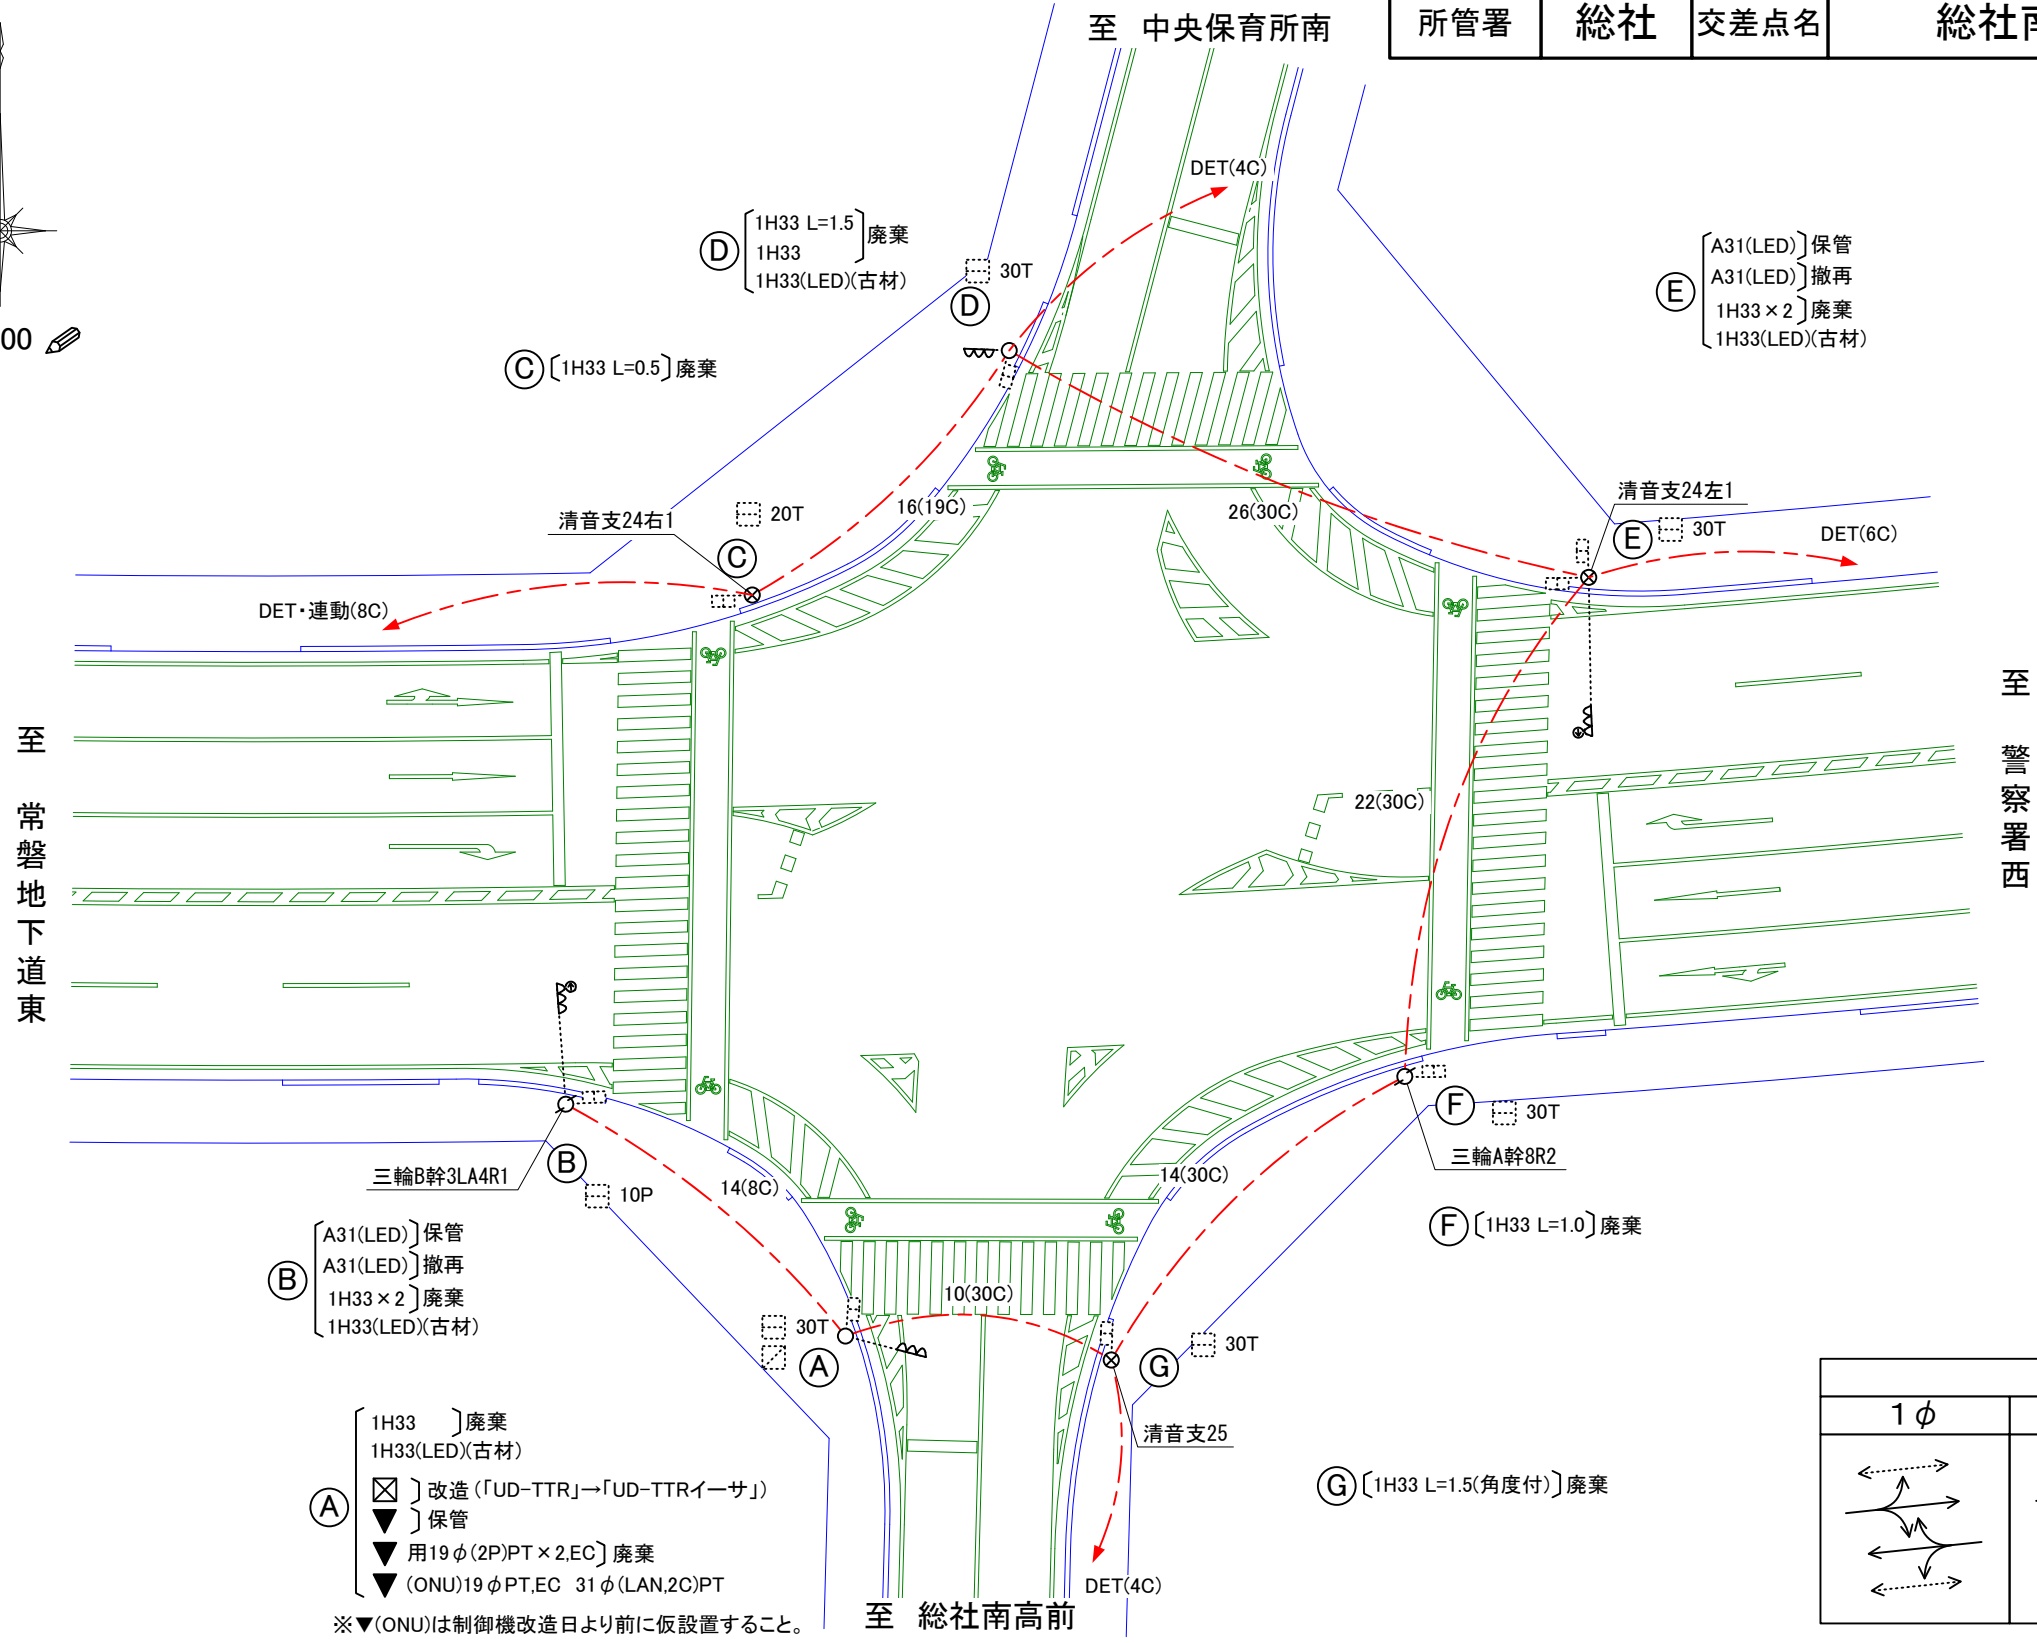 至 中央保育所南
所管署 総社 交差点名 総社南
DET(4C)
D
1H33 L=1.5
1H33
廃棄
1H33(LED)(古材)
30T
D
E
A31(LED)
保管
A31(LED)
撤再
1H33×2
廃棄
1H33(LED)(古材)
00
C
1H33 L=0.5
廃棄
清音支24右1
20T
C
16(19C)
26(30C)
清音支24左1
E
30T
DET(6C)
DET・連動(8C)
至 常磐地下道東
至 警察署西
22(30C)
三輪B幹3LA4R1
B
10P
14(8C)
14(30C)
F
30T
三輪A幹8R2
B
A31(LED)
保管
A31(LED)
撤再
1H33×2
廃棄
1H33(LED)(古材)
F
1H33 L=1.0
廃棄
10(30C)
30T
A
G
30T
清音支25
A
1H33
廃棄
1H33(LED)(古材)
改造(「UD-TTR」→「UD-TTRイーサ」)
▼ 保管
▼ 用19φ(2P)PT×2,EC 廃棄
▼ (ONU)19φPT,EC 31φ(LAN,2C)PT
※▼(ONU)は制御機改造日より前に仮設置すること。
G
1H33 L=1.5(角度付)
廃棄
DET(4C)
至 総社南高前
1φ